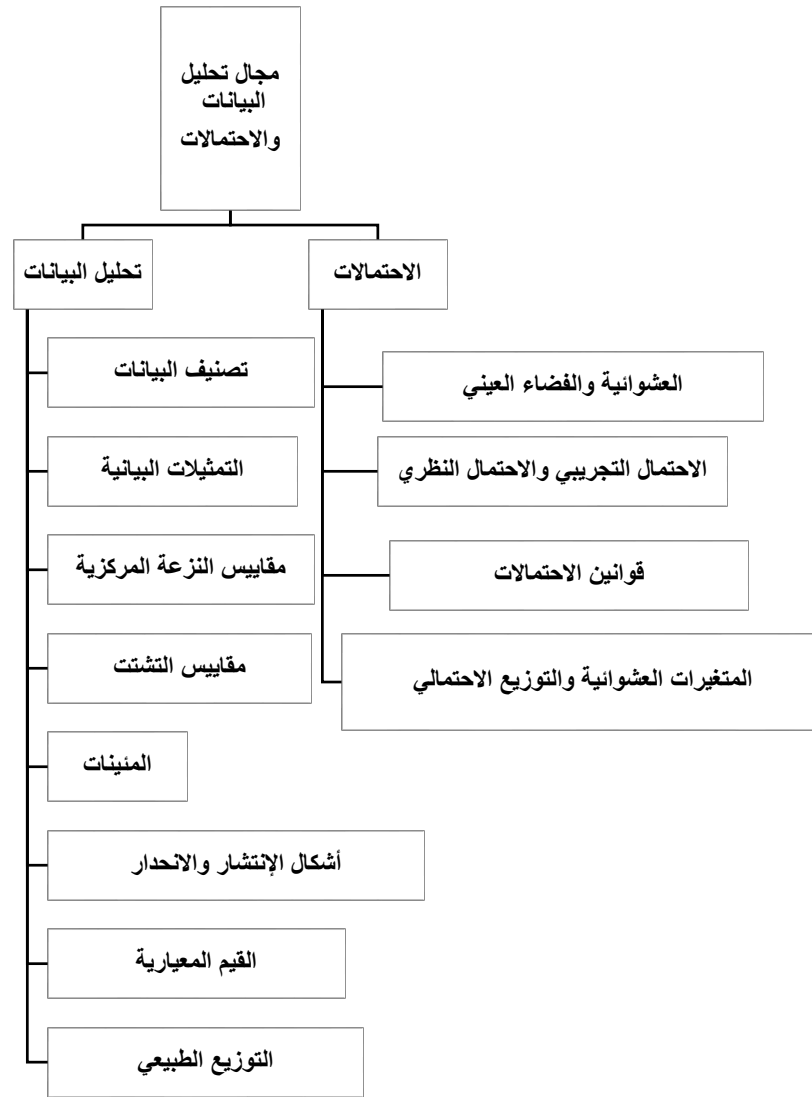 مجال تحليل
البيانات
والاحتمالات
الاحتمالات
العشوائية والفضاء العيني
الاحتمال التجريبي والاحتمال النظري
قوانين الاحتمالات
المتغيرات العشوائية والتوزيع الاحتمالي
تحليل البيانات
تصنيف البيانات
التمثيلات البيانية
مقاييس النزعة المركزية
مقاييس التشتت
المئينات
أشكال الإنتشار والانحدار
القيم المعيارية
التوزيع الطبيعي